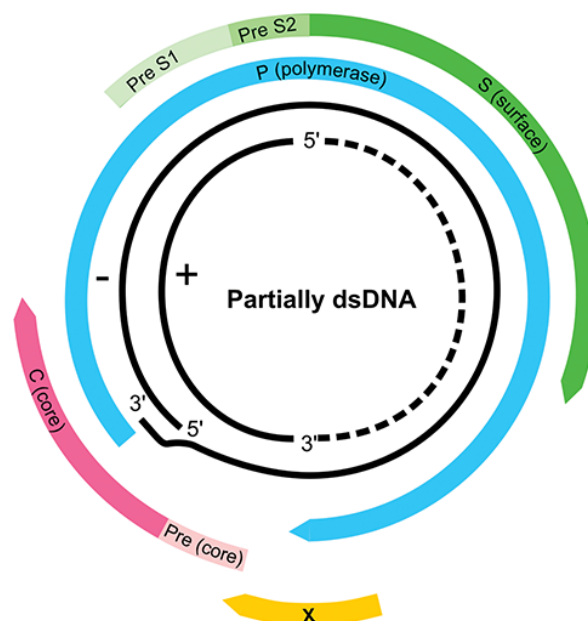 Pre S1
Pre S2
S (surface)
P (polymerase)
5'
-
+
Partially dsDNA
C (core)
3'
5'
3'
Pre (core)
X